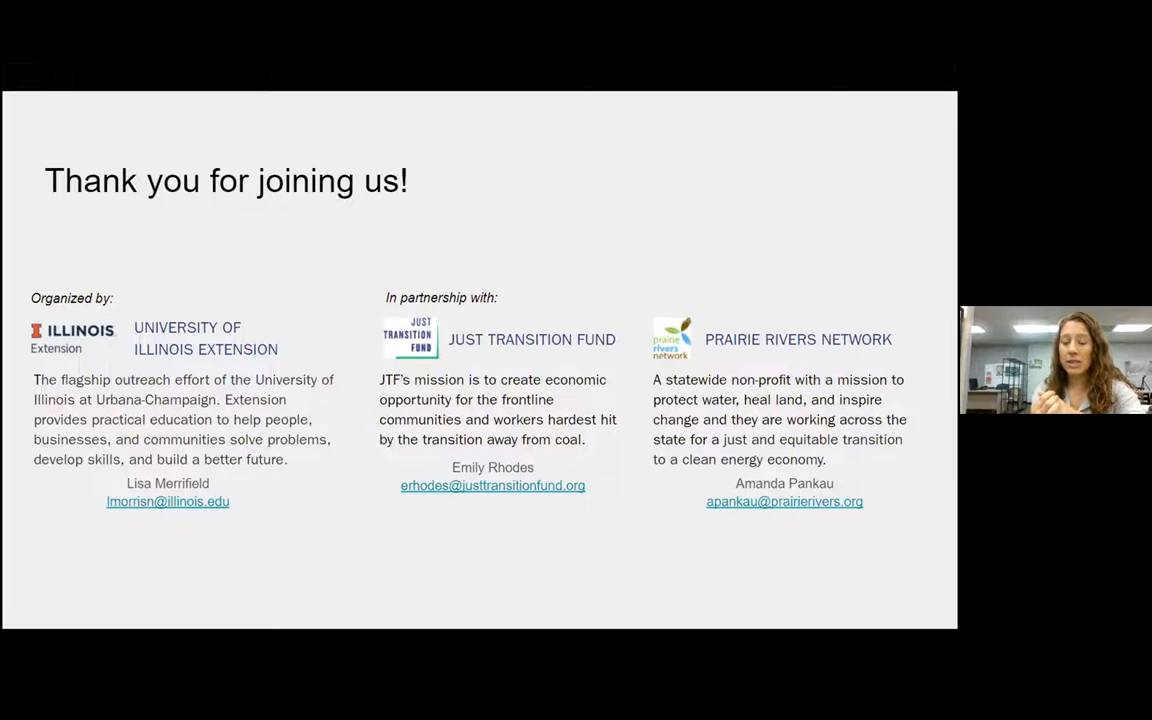 Thank you for joining us!
Organized by:
ILLINOIS
Extension
UNIVERSITY OF
ILLINOIS EXTENSION
The flagship outreach effort of the University of
Illinois at Urbana-Champaign. Extension
provides practical education to help people,
businesses, and communities solve problems,
develop skills, and build a better future.
Lisa Merrifield
lmorrisn@illinois.edu
In partnership with:
JUST
TRANSITION
FUND
JUST TRANSITION FUND
JTF's mission is to create economic
opportunity for the frontline
communities and workers hardest hit
by the transition away from coal.
Emily Rhodes
erhodes@justtransitionfund.org
prairie
rivers
network
PRAIRIE RIVERS NETWORK
A statewide non-profit with a mission to
protect water, heal land, and inspire
change and they are working across the
state for a just and equitable transition
to a clean energy economy.
Amanda Pankau
apankau@prairierivers.org